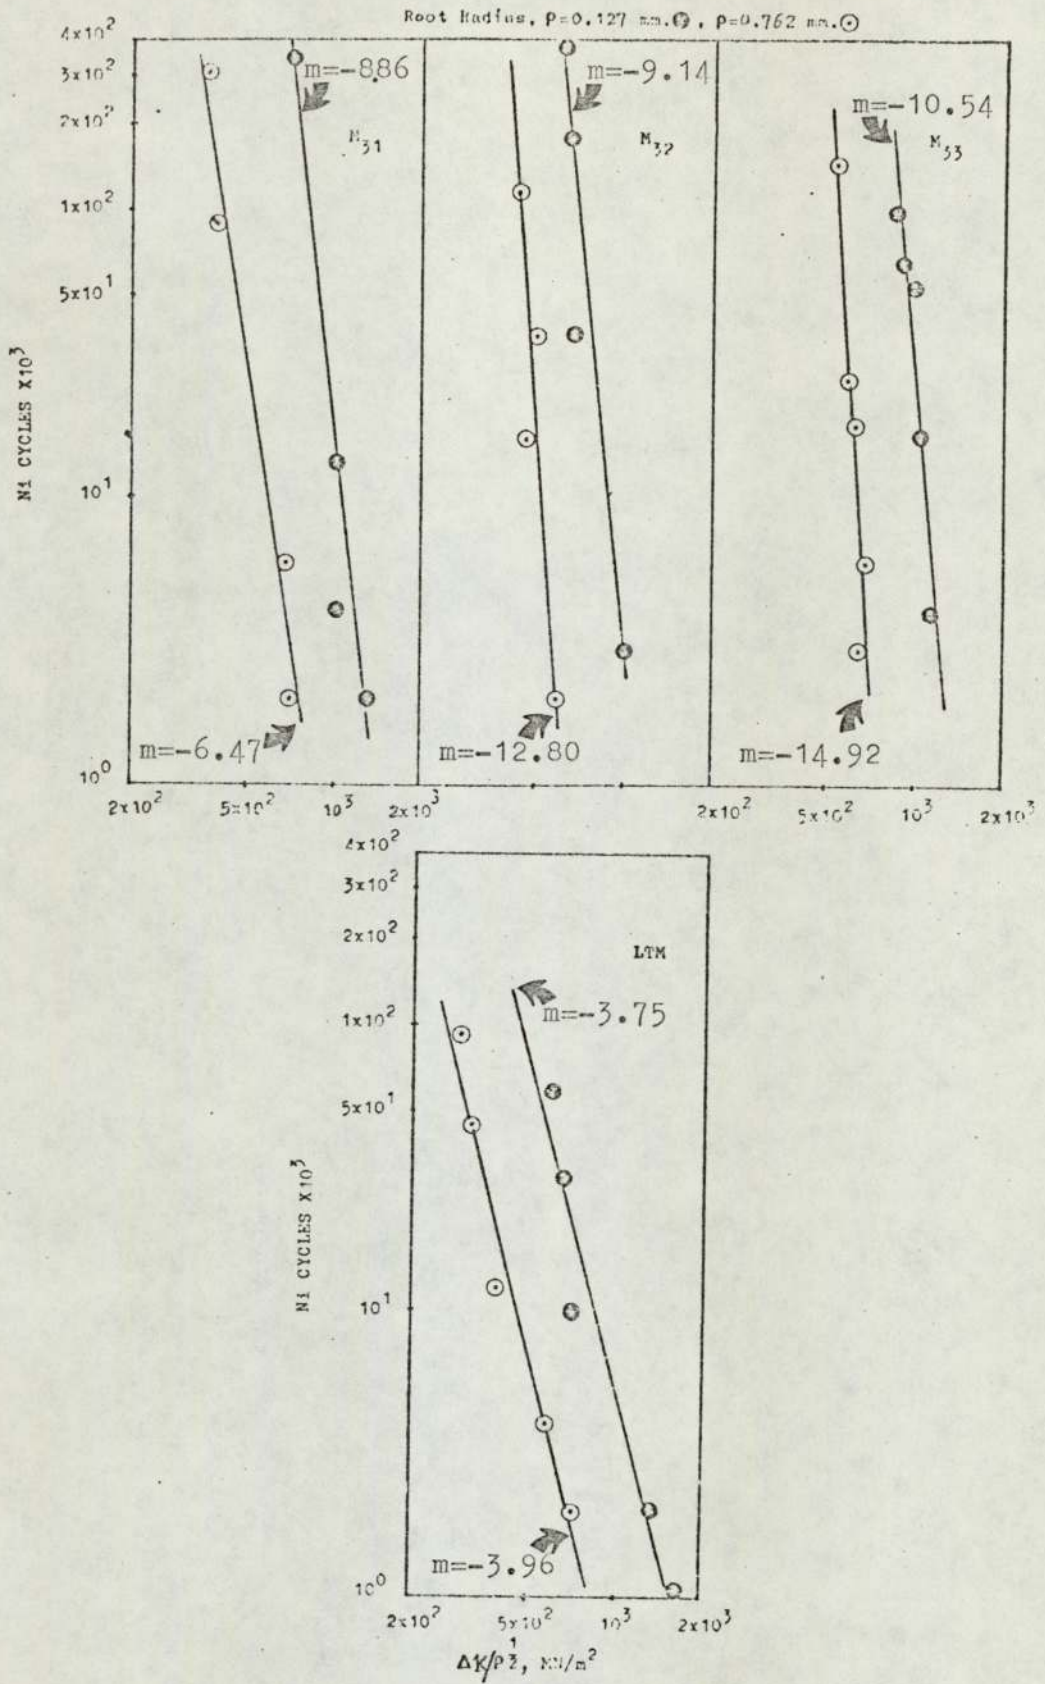 Root Radius, ρ=0.127 mm. , ρ=0.762 mm.
4x10²
3x10²
2x10²
1x10²
5x10¹
10¹
10⁰
Ni CYCLES X10³
m=-8.86
M₃₁
m=-6.47
m=-9.14
M₃₂
m=-12.80
m=-10.54
M₃₃
m=-14.92
2x10² 5x10² 10³ 2x10³
2x10² 5x10² 10³ 2x10³
4x10²
3x10²
2x10²
1x10²
5x10¹
10¹
10⁰
Ni CYCLES X10³
LTM
m=-3.75
m=-3.96
2x10² 5x10² 10³ 2x10³
ΔK/ρ^½, MN/m²